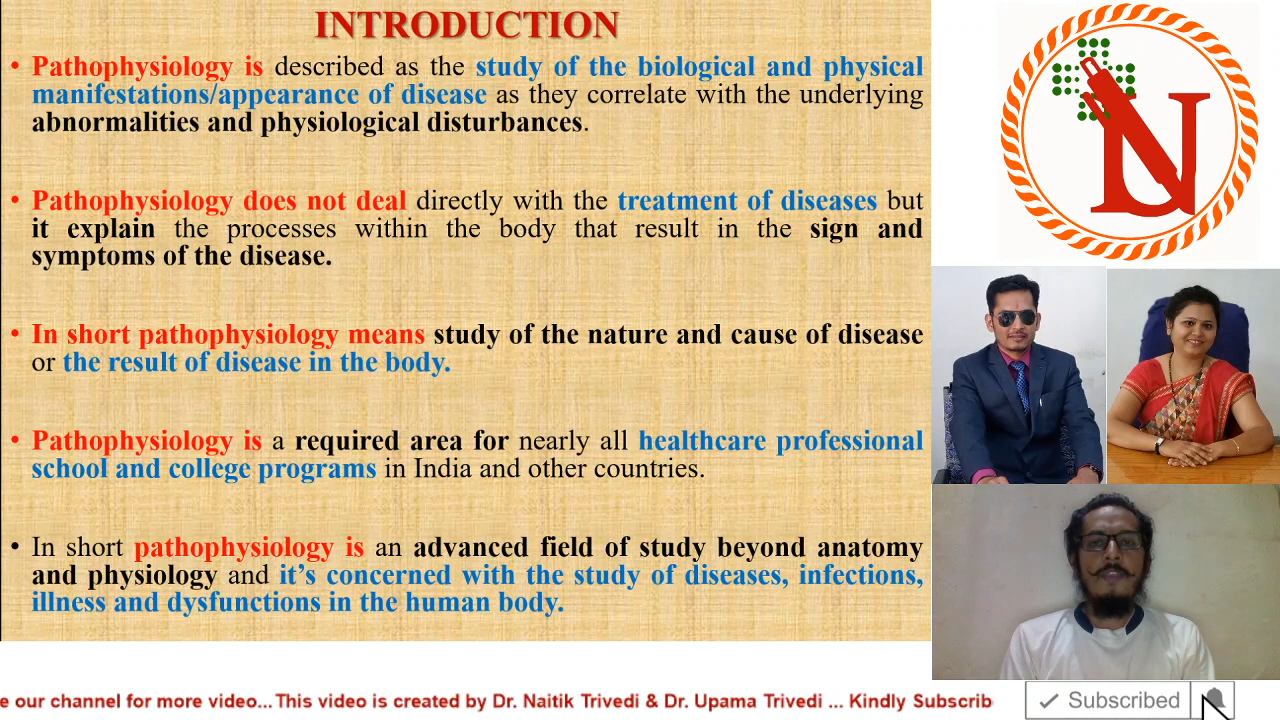 INTRODUCTION
• Pathophysiology is described as the study of the biological and physical
manifestations/appearance of disease as they correlate with the underlying
abnormalities and physiological disturbances.
• Pathophysiology does not deal directly with the treatment of diseases but
it explain the processes within the body that result in the sign and
symptoms of the disease.
• In short pathophysiology means study of the nature and cause of disease
or the result of disease in the body.
• Pathophysiology is a required area for nearly all healthcare professional
school and college programs in India and other countries.
• In short pathophysiology is an advanced field of study beyond anatomy
and physiology and it's concerned with the study of diseases, infections,
illness and dysfunctions in the human body.
N
e our channel for more video...This video is created by Dr. Naitik Trivedi & Dr. Upama Trivedi ... Kindly Subscrib
Subscribed